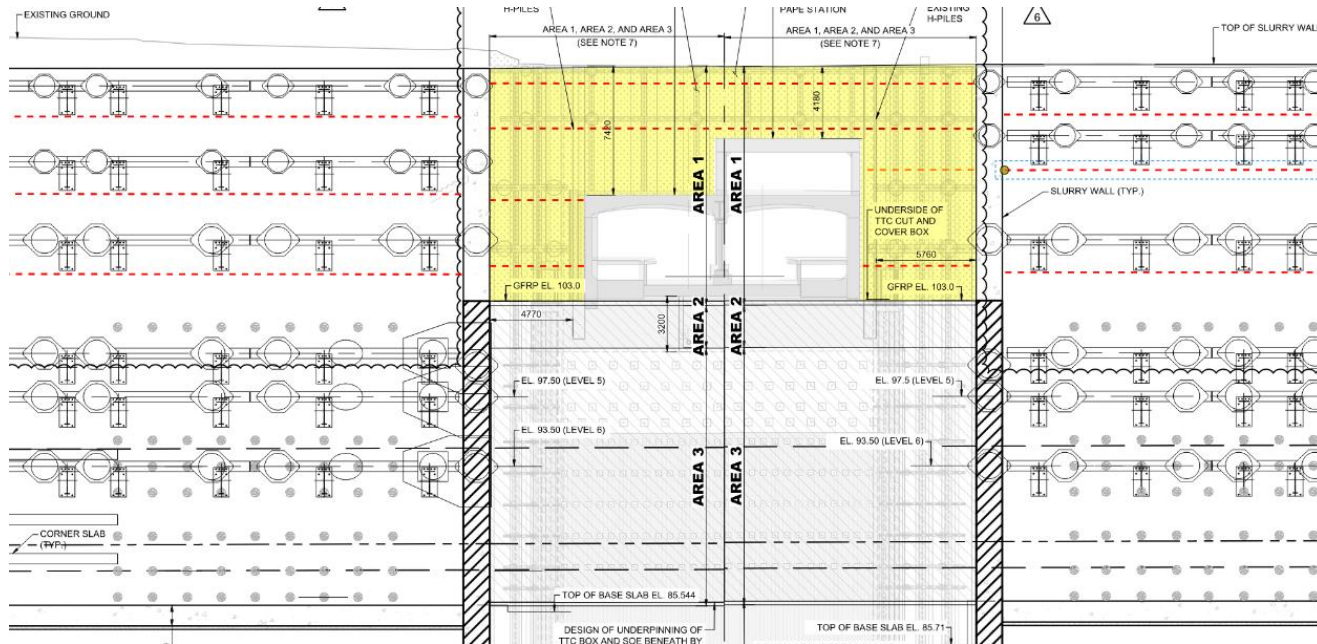 EXISTING GROUND
H-PILES
PAPE STATION
EXISTING
H-PILES
6
TOP OF SLURRY WALL
AREA 1, AREA 2, AND AREA 3
(SEE NOTE 7)
AREA 1, AREA 2, AND AREA 3
(SEE NOTE 7)
7420
4180
AREA 1
AREA 1
SLURRY WALL (TYP.)
UNDERSIDE OF
TTC CUT AND
COVER BOX
5760
GFRP EL. 103.0
GFRP EL. 103.0
4770
3200
AREA 2
AREA 2
EL. 97.50 (LEVEL 5)
EL. 97.5 (LEVEL 5)
EL. 93.50 (LEVEL 6)
EL. 93.50 (LEVEL 6)
AREA 3
AREA 3
CORNER SLAB
(TYP.)
TOP OF BASE SLAB EL. 85.544
DESIGN OF UNDERPINNING OF
TTC BOX AND SOE BENEATH BY
TOP OF BASE SLAB EL. 85.71